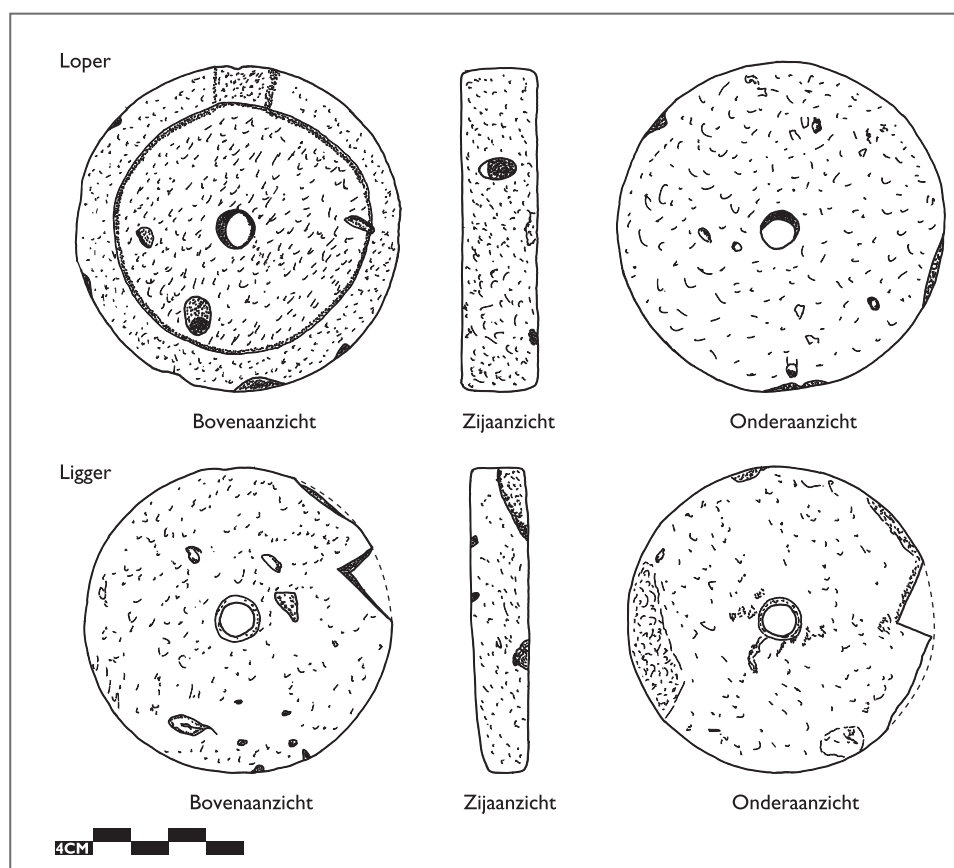 Loper
Bovenaanzicht Zijaanzicht Onderaanzicht
Ligger
Bovenaanzicht Zijaanzicht Onderaanzicht
4CM